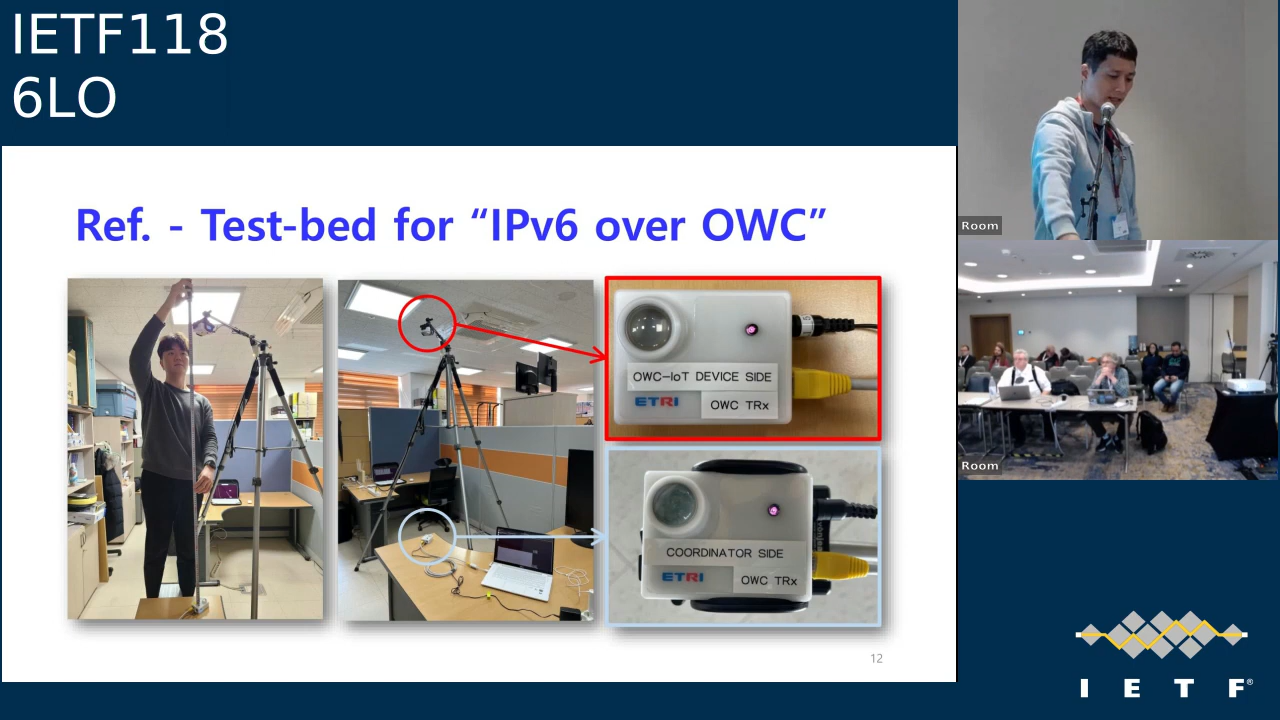 IETF118
6LO
Ref. - Test-bed for “IPv6 over OWC”
OWC-IoT DEVICE SIDE
ETRI
OWC TRx
COORDINATOR SIDE
ETRI
OWC TRx
12
Room
Room
I E T F®